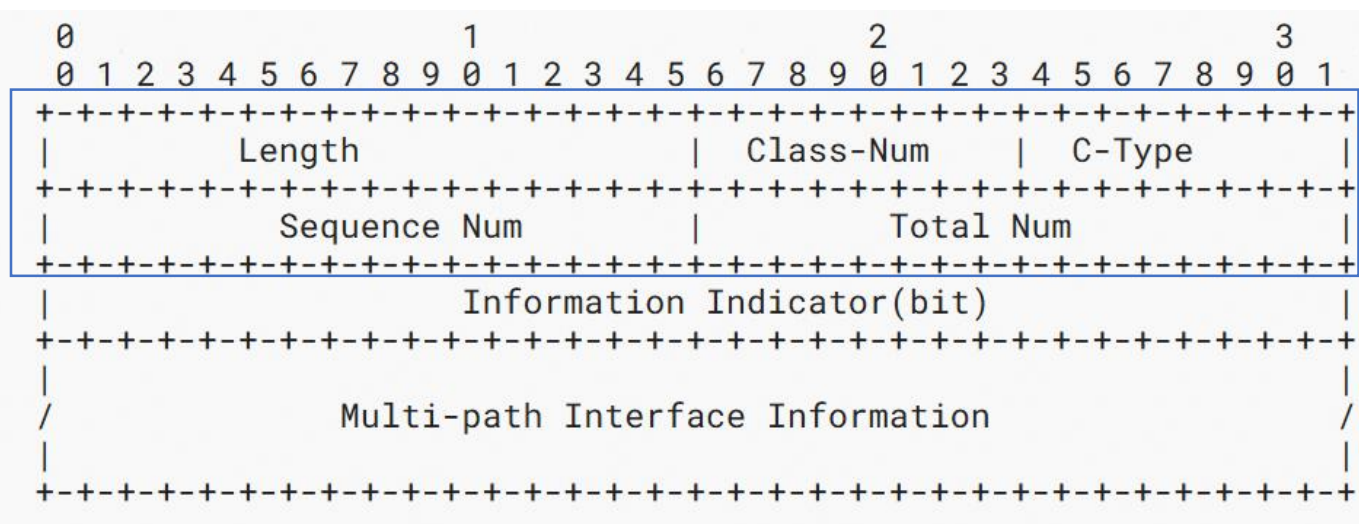 0 1 2 3
0 1 2 3 4 5 6 7 8 9 0 1 2 3 4 5 6 7 8 9 0 1 2 3 4 5 6 7 8 9 0 1
+-+-+-+-+-+-+-+-+-+-+-+-+-+-+-+-+-+-+-+-+-+-+-+-+-+-+-+-+-+-+-+-+
| Length | Class-Num | C-Type |
+-+-+-+-+-+-+-+-+-+-+-+-+-+-+-+-+-+-+-+-+-+-+-+-+-+-+-+-+-+-+-+-+
| Sequence Num | Total Num |
+-+-+-+-+-+-+-+-+-+-+-+-+-+-+-+-+-+-+-+-+-+-+-+-+-+-+-+-+-+-+-+-+
| Information Indicator(bit) |
+-+-+-+-+-+-+-+-+-+-+-+-+-+-+-+-+-+-+-+-+-+-+-+-+-+-+-+-+-+-+-+-+
| |
/ Multi-path Interface Information /
| |
+-+-+-+-+-+-+-+-+-+-+-+-+-+-+-+-+-+-+-+-+-+-+-+-+-+-+-+-+-+-+-+-+